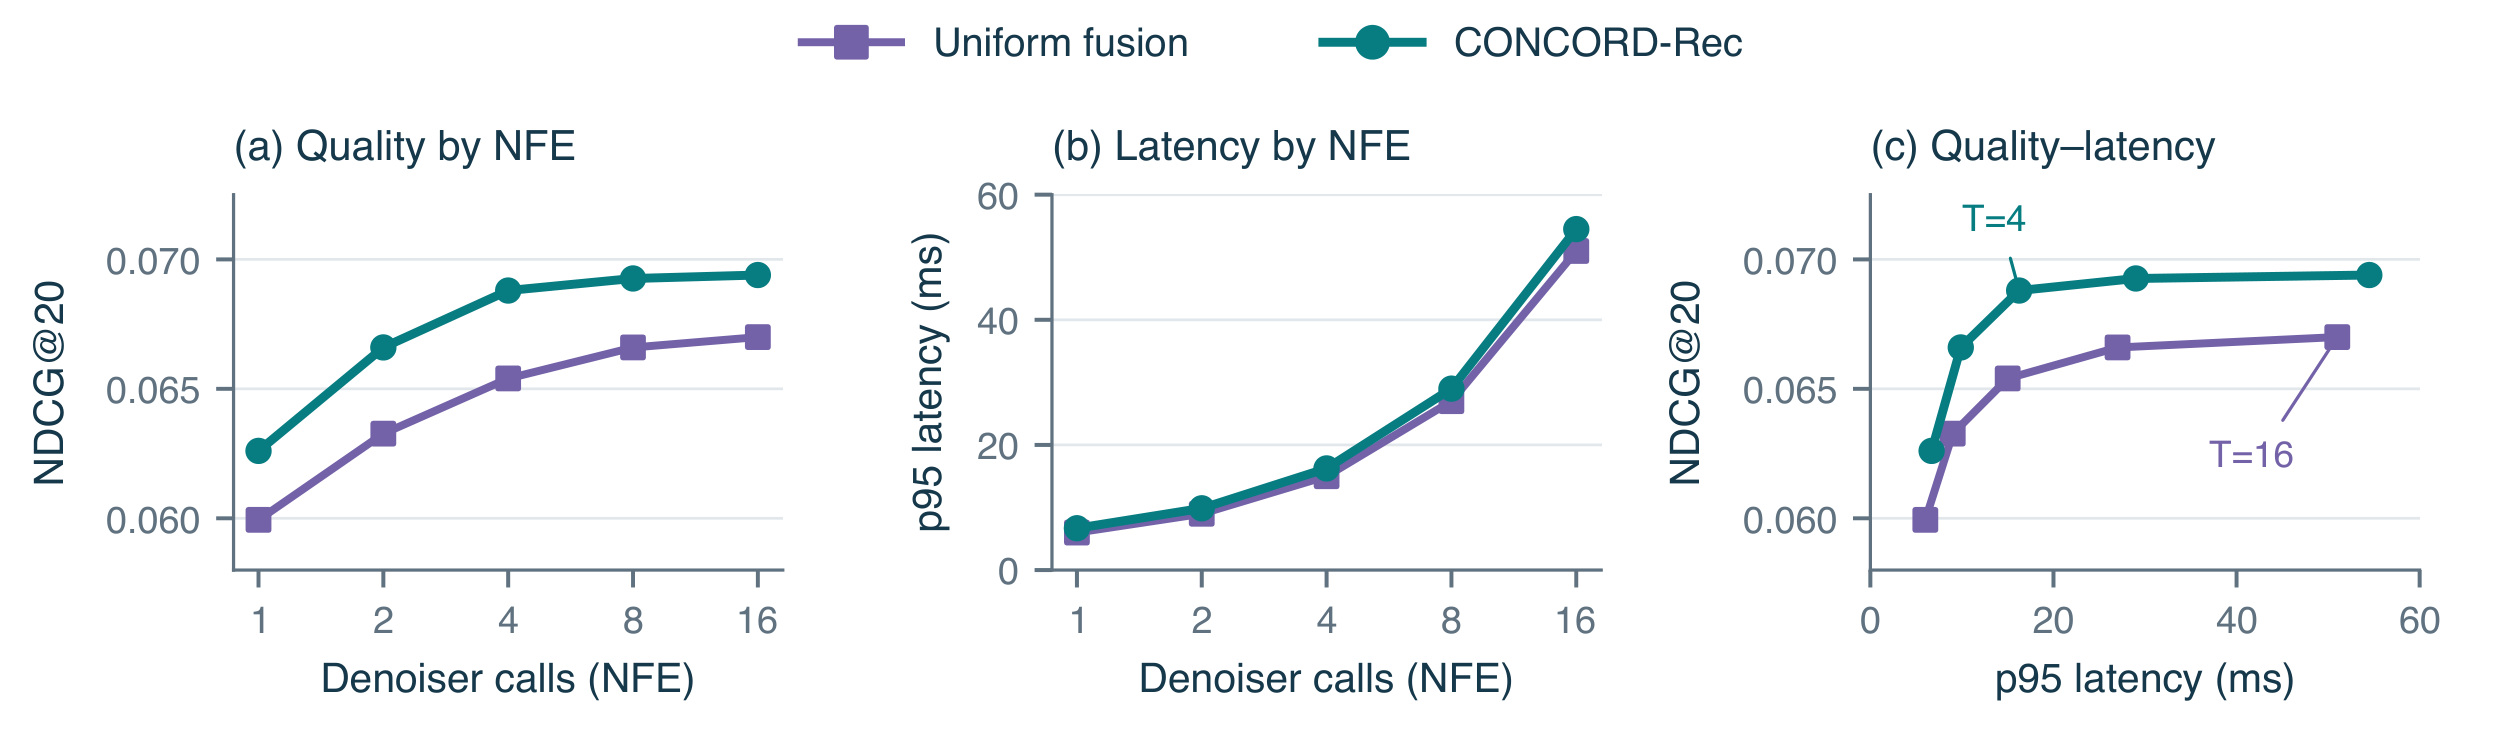 Uniform fusion
CONCORD-Rec
(a) Quality by NFE
NDCG@20
0.070
0.065
0.060
1 2 4 8 16
Denoiser calls (NFE)
(b) Latency by NFE
p95 latency (ms)
60
40
20
0
1 2 4 8 16
Denoiser calls (NFE)
(c) Quality–latency
NDCG@20
0.070
0.065
0.060
T=4
T=16
0 20 40 60
p95 latency (ms)